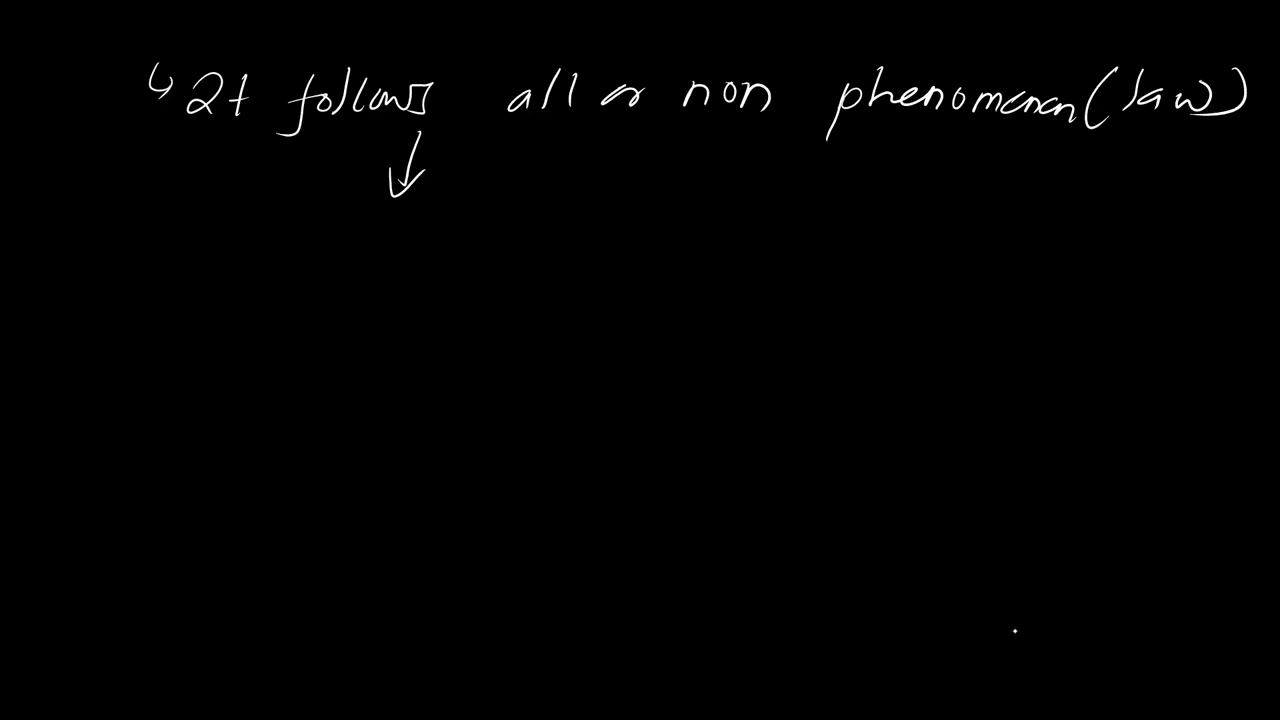 ↳ It follows all or non phenomenon (law)
↓